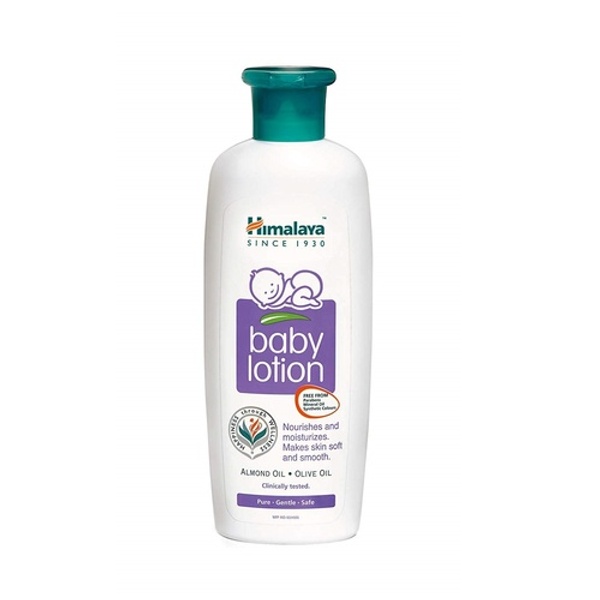 Himalaya
SINCE 1930
baby
lotion
FREE FROM
Parabens
Mineral Oil
Synthetic Colours
HAPPINESS through WELLNESS
Nourishes and
moisturizes.
Makes skin soft
and smooth.
ALMOND OIL • OLIVE OIL
Clinically tested.
Pure - Gentle - Safe